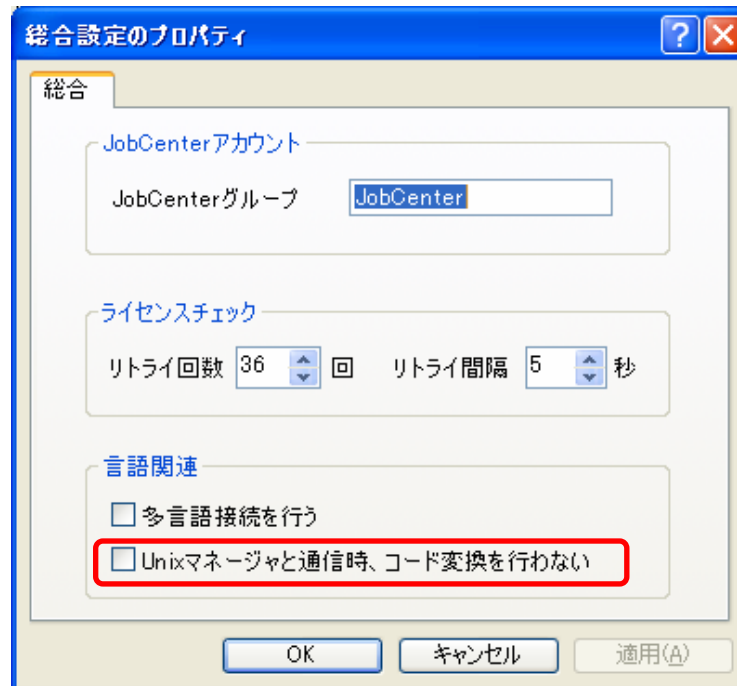 総合設定のプロパティ
総合
JobCenterアカウント
JobCenterグループ JobCenter
ライセンスチェック
リトライ回数 36 回 リトライ間隔 5 秒
言語関連
多言語接続を行う
Unixマネージャと通信時、コード変換を行わない
OK キャンセル 適用(A)